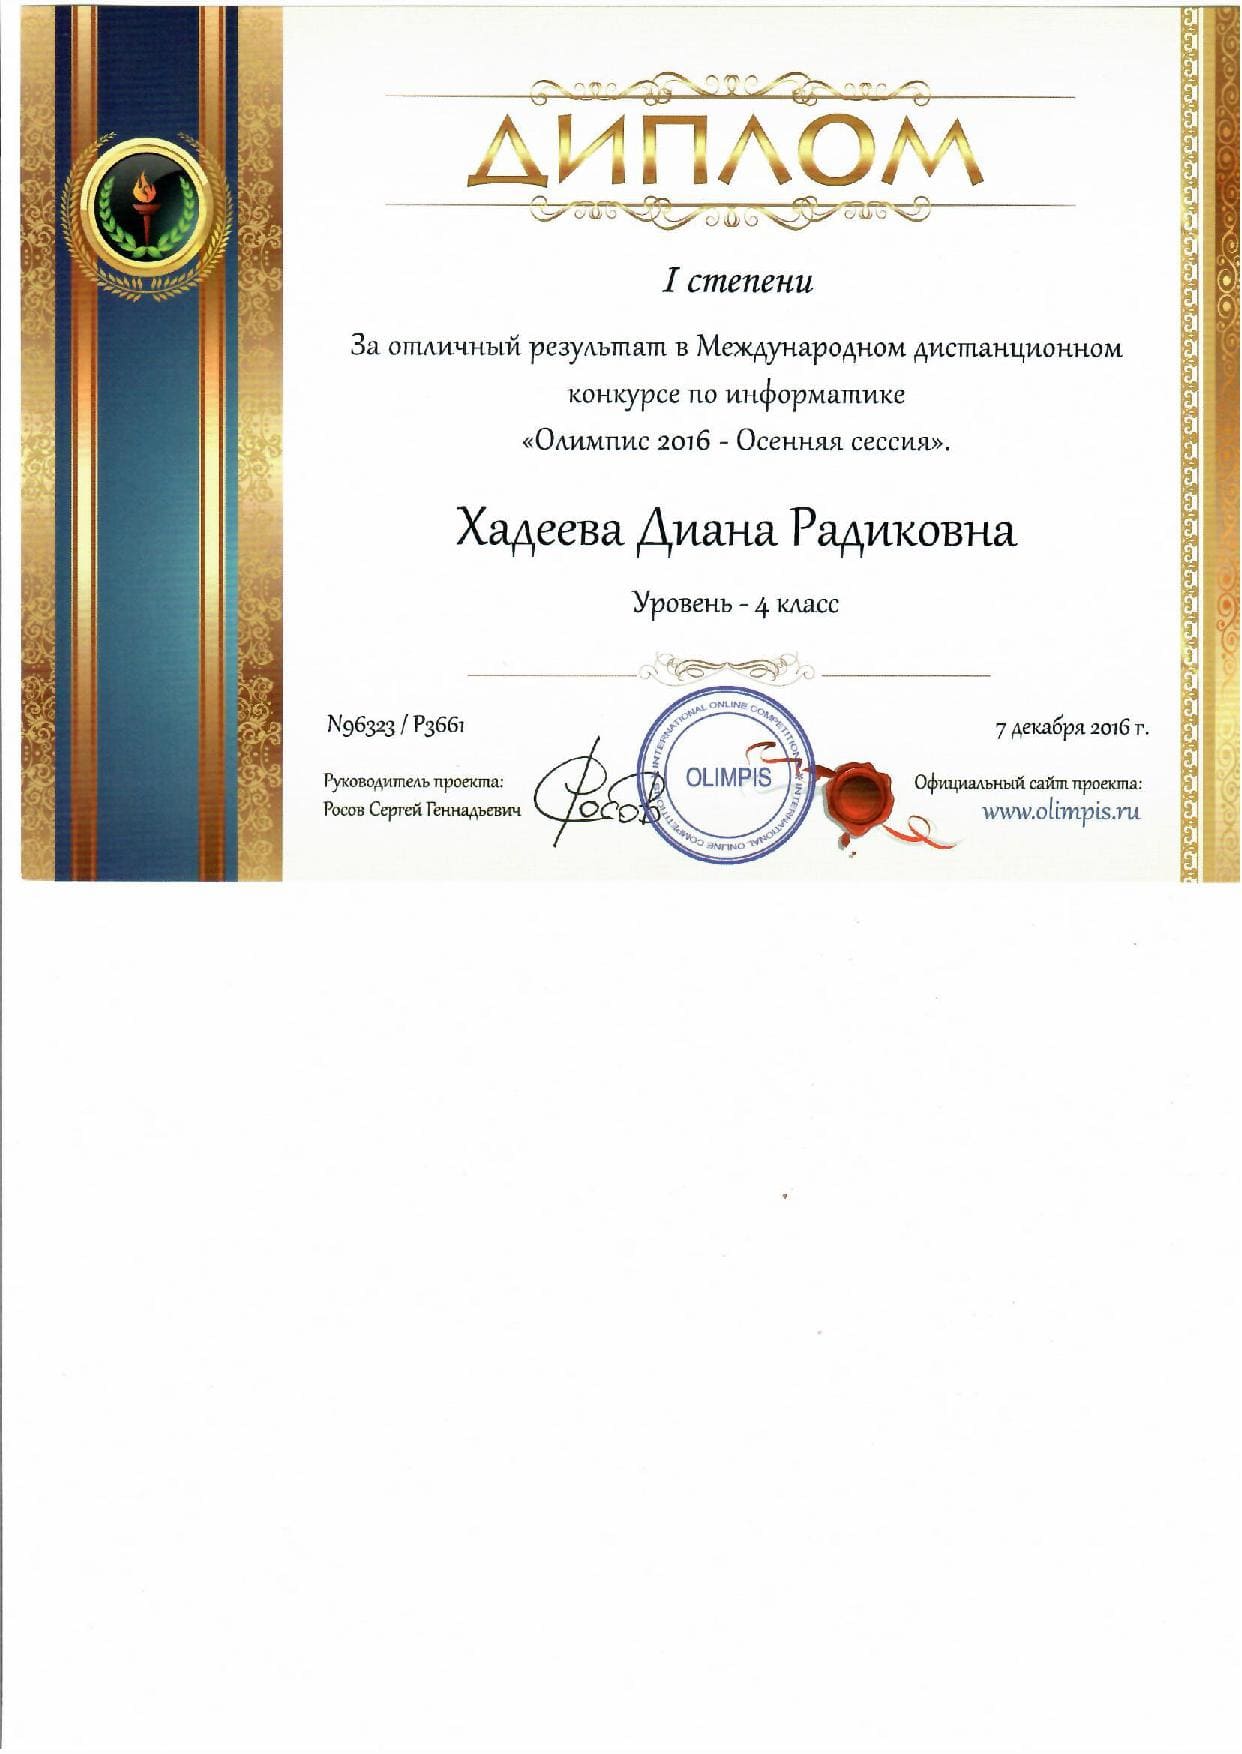 ДИПЛОМ
I степени
За отличный результат в Международном дистанционном
конкурсе по информатике
«Олимпис 2016 - Осенняя сессия».
Хадеева Диана Радиковна
Уровень - 4 класс
N96323 / P3661
7 декабря 2016 г.
Руководитель проекта:
Росов Сергей Геннадьевич
Росов
INTERNATIONAL ONLINE COMPETITION
INTERNATIONAL ONLINE COMPETITION
OLIMPIS
Официальный сайт проекта:
www.olimpis.ru